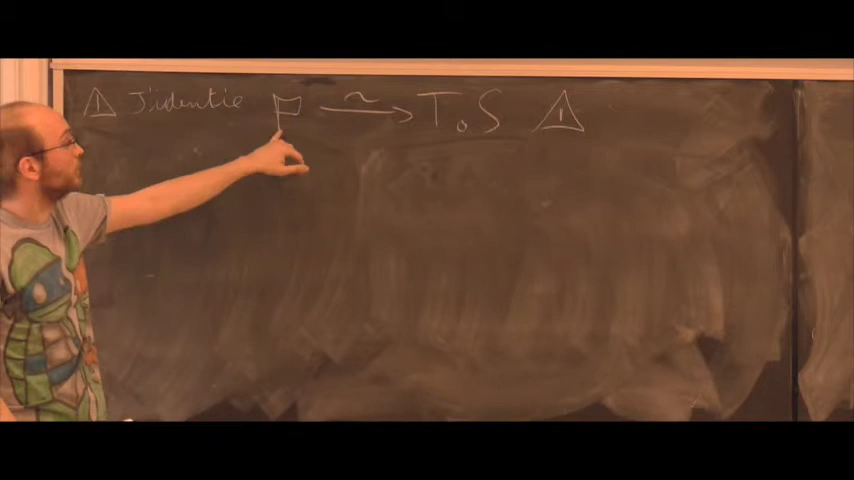 ⚠ J'identie 𝔭 ⥲ T₀S ⚠